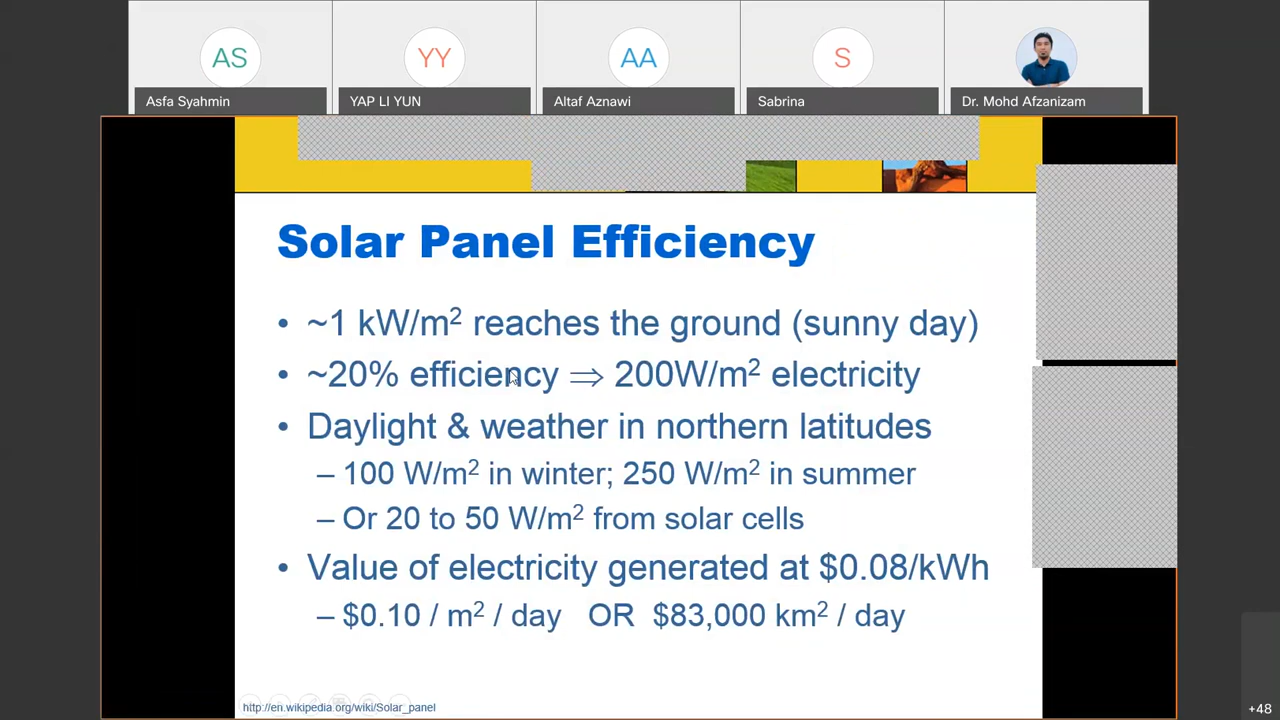 AS
YY
AA
S
Asfa Syahmin
YAP LI YUN
Altaf Aznawi
Sabrina
Dr. Mohd Afzanizam
Solar Panel Efficiency
• ~1 kW/m² reaches the ground (sunny day)
• ~20% efficiency ⇒ 200W/m² electricity
• Daylight & weather in northern latitudes
– 100 W/m² in winter; 250 W/m² in summer
– Or 20 to 50 W/m² from solar cells
• Value of electricity generated at $0.08/kWh
– $0.10 / m² / day OR $83,000 km² / day
http://en.wikipedia.org/wiki/Solar_panel
+48